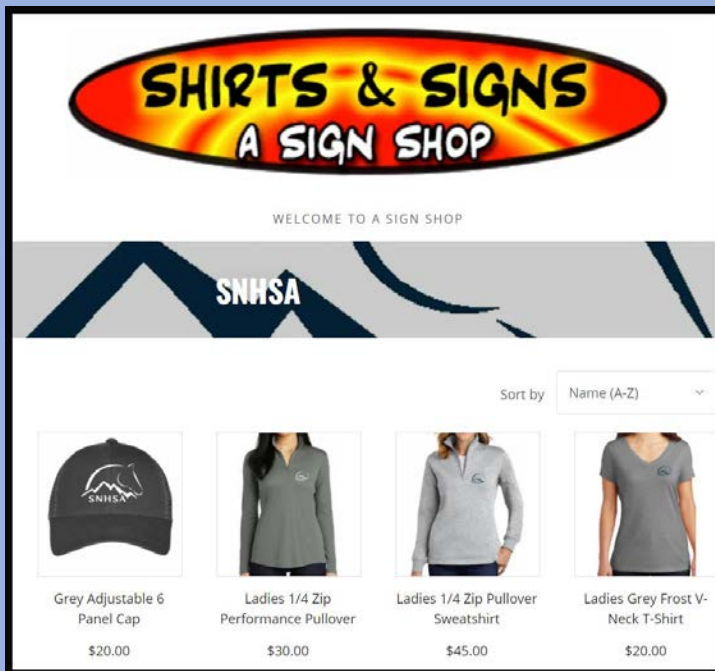 SHIRTS & SIGNS
A SIGN SHOP
WELCOME TO A SIGN SHOP
SNHSA
Sort by Name (A-Z)
SNHSA
Grey Adjustable 6
Panel Cap
$20.00
Ladies 1/4 Zip
Performance Pullover
$30.00
Ladies 1/4 Zip Pullover
Sweatshirt
$45.00
Ladies Grey Frost V-
Neck T-Shirt
$20.00